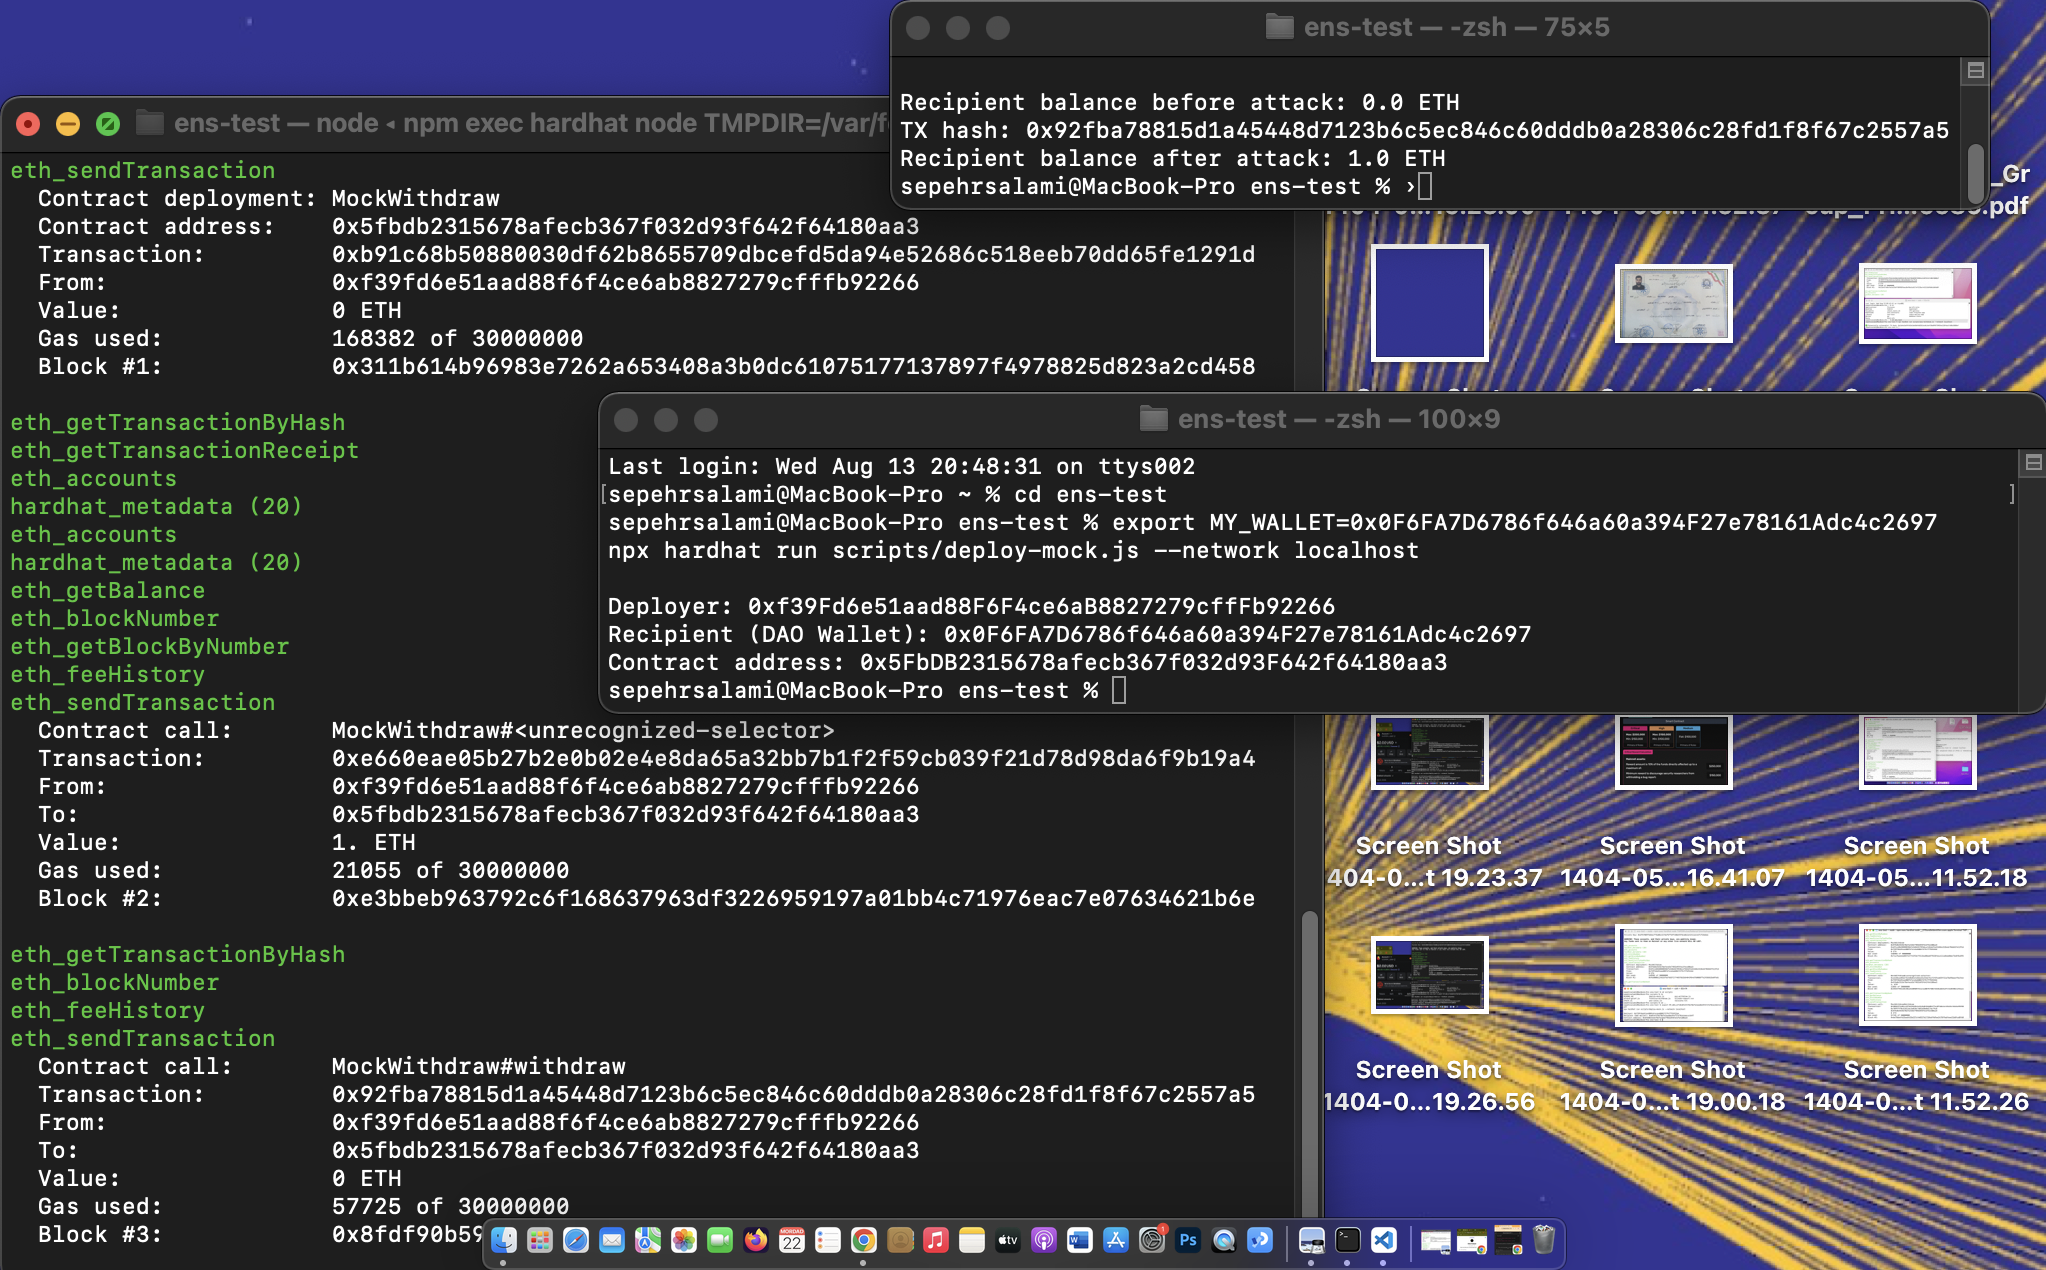 ens-test — -zsh — 75×5
Recipient balance before attack: 0.0 ETH
TX hash: 0x92fba78815d1a45448d7123b6c5ec846c60dddb0a28306c28fd1f8f67c2557a5
Recipient balance after attack: 1.0 ETH
sepehrsalami@MacBook-Pro ens-test % ›
ens-test — node ◂ npm exec hardhat node TMPDIR=/var/f
eth_sendTransaction
Contract deployment: MockWithdraw
Contract address: 0x5fbdb2315678afecb367f032d93f642f64180aa3
Transaction: 0xb91c68b50880030df62b8655709dbcefd5da94e52686c518eeb70dd65fe1291d
From: 0xf39fd6e51aad88f6f4ce6ab8827279cfffb92266
Value: 0 ETH
Gas used: 168382 of 30000000
Block #1: 0x311b614b96983e7262a653408a3b0dc61075177137897f4978825d823a2cd458
eth_getTransactionByHash
eth_getTransactionReceipt
eth_accounts
hardhat_metadata (20)
eth_accounts
hardhat_metadata (20)
eth_getBalance
eth_blockNumber
eth_getBlockByNumber
eth_feeHistory
eth_sendTransaction
Contract call: MockWithdraw#<unrecognized-selector>
Transaction: 0xe660eae05b27b2e0b02e4e8da65a32bb7b1f2f59cb039f21d78d98da6f9b19a4
From: 0xf39fd6e51aad88f6f4ce6ab8827279cfffb92266
To: 0x5fbdb2315678afecb367f032d93f642f64180aa3
Value: 1. ETH
Gas used: 21055 of 30000000
Block #2: 0xe3bbeb963792c6f168637963df3226959197a01bb4c71976eac7e07634621b6e
eth_getTransactionByHash
eth_blockNumber
eth_feeHistory
eth_sendTransaction
Contract call: MockWithdraw#withdraw
Transaction: 0x92fba78815d1a45448d7123b6c5ec846c60dddb0a28306c28fd1f8f67c2557a5
From: 0xf39fd6e51aad88f6f4ce6ab8827279cfffb92266
To: 0x5fbdb2315678afecb367f032d93f642f64180aa3
Value: 0 ETH
Gas used: 57725 of 30000000
Block #3: 0x8fdf90b59
ens-test — -zsh — 100×9
Last login: Wed Aug 13 20:48:31 on ttys002
[sepehrsalami@MacBook-Pro ~ % cd ens-test ]
sepehrsalami@MacBook-Pro ens-test % export MY_WALLET=0x0F6FA7D6786f646a60a394F27e78161Adc4c2697
npx hardhat run scripts/deploy-mock.js --network localhost
Deployer: 0xf39Fd6e51aad88F6F4ce6aB8827279cffFb92266
Recipient (DAO Wallet): 0x0F6FA7D6786f646a60a394F27e78161Adc4c2697
Contract address: 0x5FbDB2315678afecb367f032d93F642f64180aa3
sepehrsalami@MacBook-Pro ens-test %
_Gr
.pdf
Screen Shot
404-0...t 19.23.37
Screen Shot
1404-05...16.41.07
Screen Shot
1404-05...11.52.18
Screen Shot
1404-0...19.26.56
Screen Shot
1404-0...t 19.00.18
Screen Shot
1404-0...t 11.52.26
MORDAD
22
tv
W
1
Ps